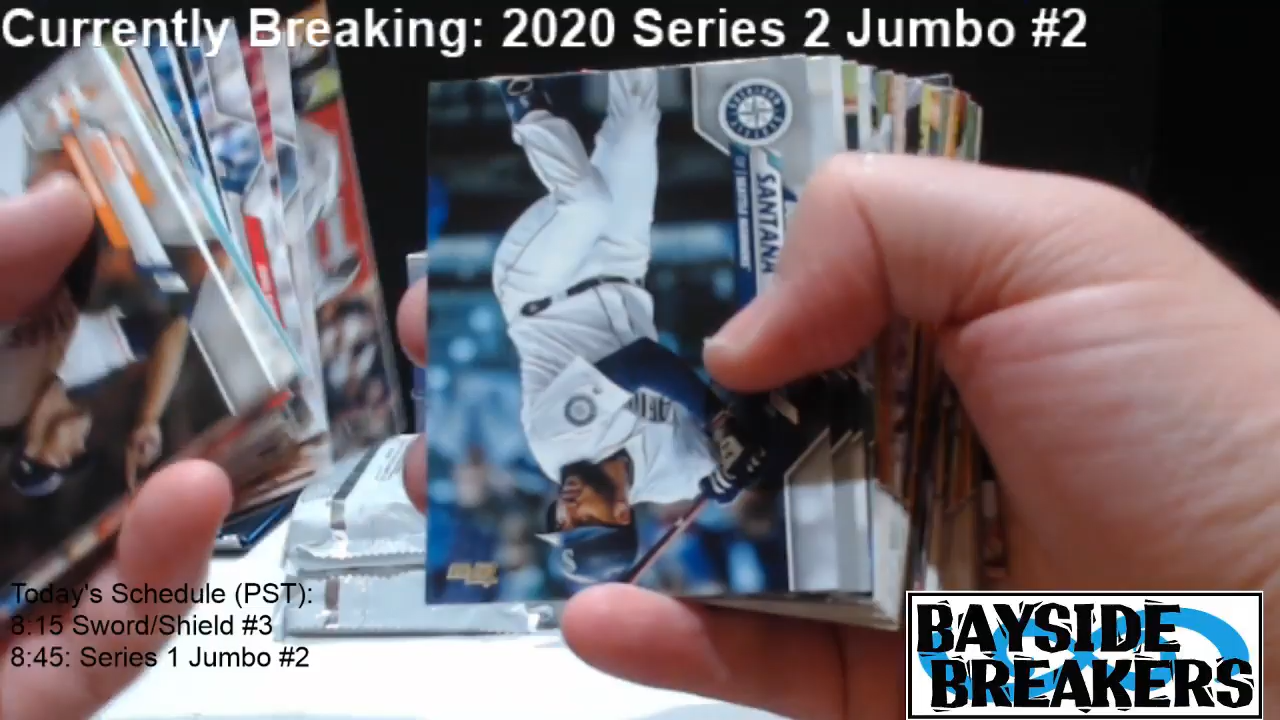 Currently Breaking: 2020 Series 2 Jumbo #2
SANTANA
Today's Schedule (PST):
8:15 Sword/Shield #3
8:45: Series 1 Jumbo #2
BAYSIDE
BREAKERS